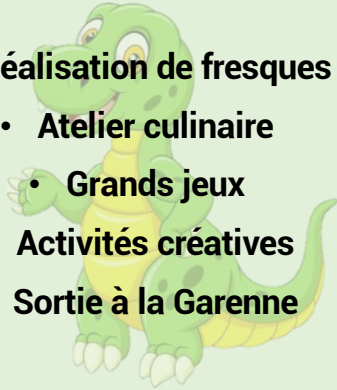 éalisation de fresques
• Atelier culinaire
• Grands jeux
Activités créatives
Sortie à la Garenne